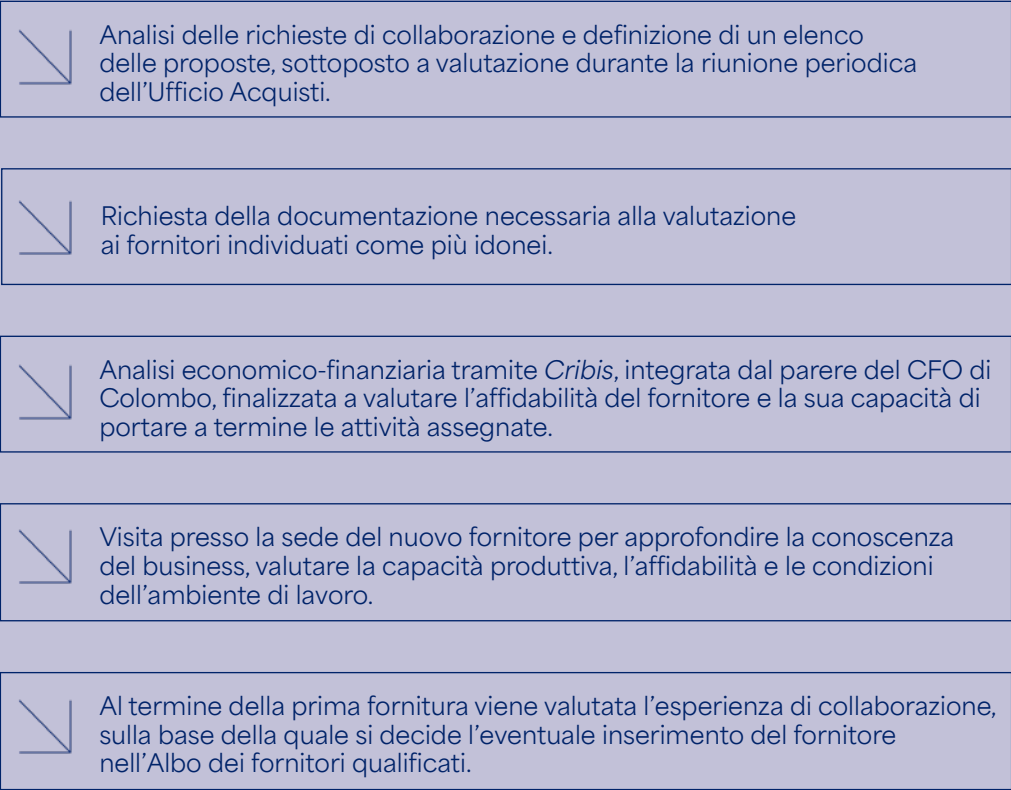 Analisi delle richieste di collaborazione e definizione di un elenco
delle proposte, sottoposto a valutazione durante la riunione periodica
dell’Ufficio Acquisti.
Richiesta della documentazione necessaria alla valutazione
ai fornitori individuati come più idonei.
Analisi economico-finanziaria tramite Cribis, integrata dal parere del CFO di
Colombo, finalizzata a valutare l’affidabilità del fornitore e la sua capacità di
portare a termine le attività assegnate.
Visita presso la sede del nuovo fornitore per approfondire la conoscenza
del business, valutare la capacità produttiva, l’affidabilità e le condizioni
dell’ambiente di lavoro.
Al termine della prima fornitura viene valutata l’esperienza di collaborazione,
sulla base della quale si decide l’eventuale inserimento del fornitore
nell’Albo dei fornitori qualificati.